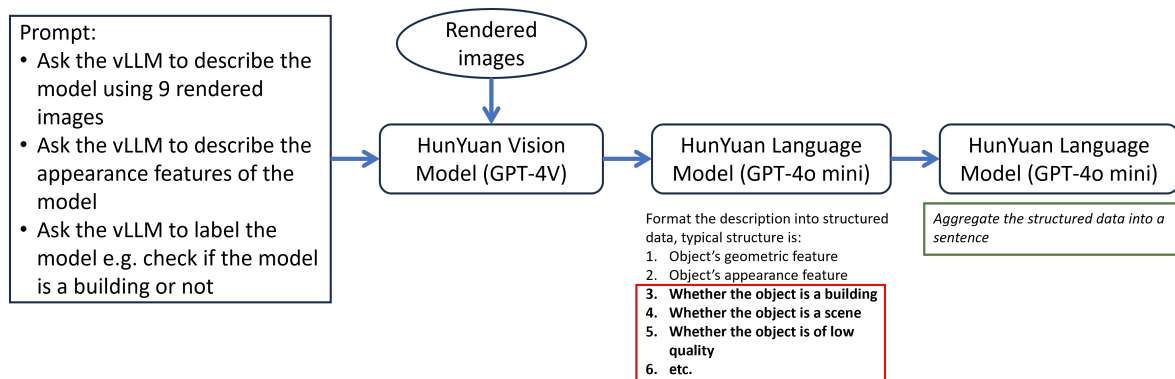 Prompt:
• Ask the vLLM to describe the
model using 9 rendered
images
• Ask the vLLM to describe the
appearance features of the
model
• Ask the vLLM to label the
model e.g. check if the model
is a building or not
Rendered
images
HunYuan Vision
Model (GPT-4V)
HunYuan Language
Model (GPT-4o mini)
Format the description into structured
data, typical structure is:
1. Object's geometric feature
2. Object's appearance feature
3. Whether the object is a building
4. Whether the object is a scene
5. Whether the object is of low
quality
6. etc.
HunYuan Language
Model (GPT-4o mini)
Aggregate the structured data into a
sentence